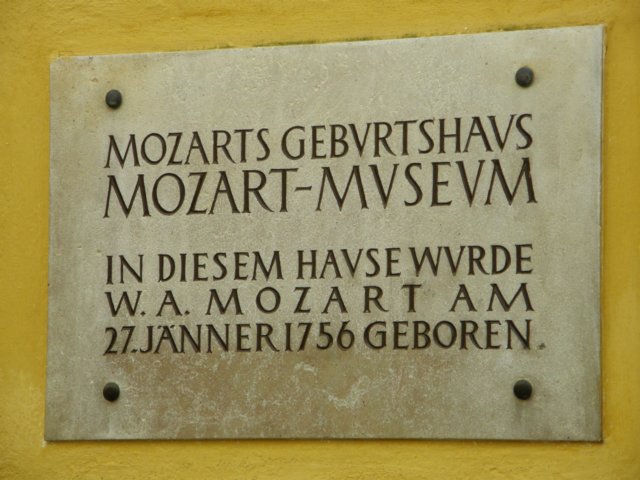 MOZARTS GEBVRTSHAVS
MOZART-MVSEVM
IN DIESEM HAVSE WVRDE
W. A. MOZART AM
27. JÄNNER 1756 GEBOREN.